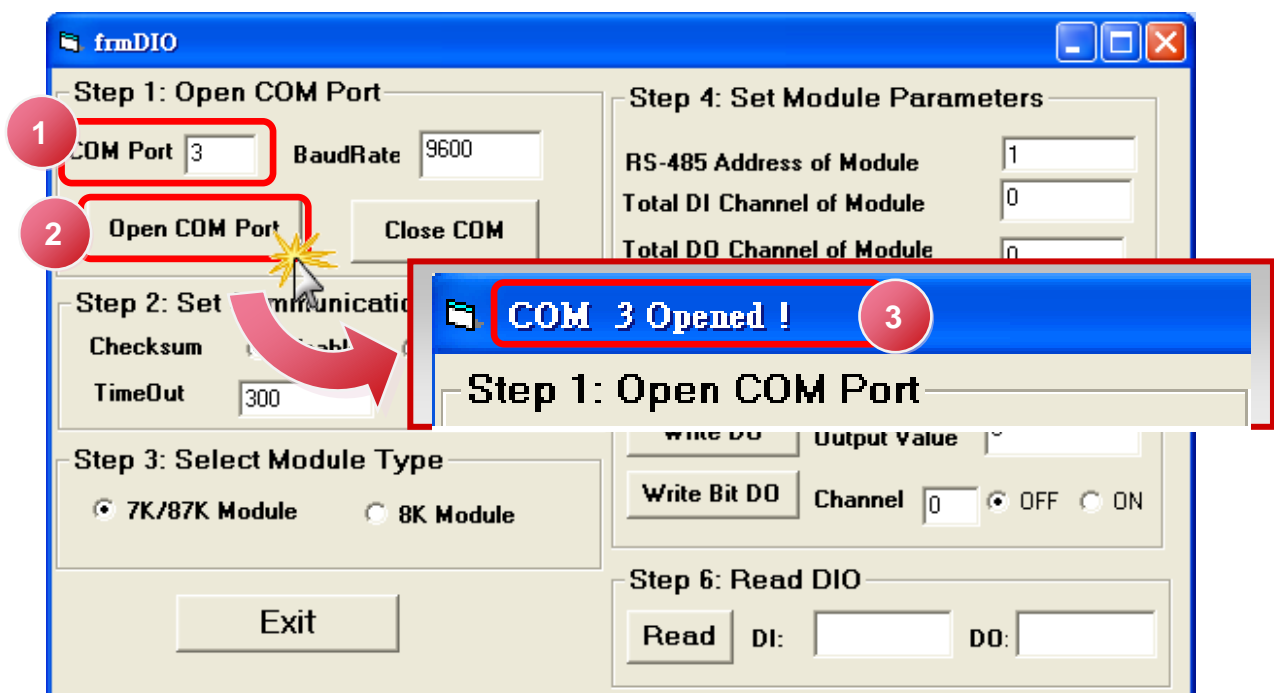 frmDIO
Step 1: Open COM Port
1
COM Port 3 BaudRate 9600
2
Open COM Port Close COM
Step 2: Set
Checksum
TimeOut 300
Step 3: Select Module Type
7K/87K Module 8K Module
Exit
Step 4: Set Module Parameters
RS-485 Address of Module 1
Total DI Channel of Module 0
Total DO Channel of Module 0
COM 3 Opened !
3
Step 1: Open COM Port
Write DO Output Value
Write Bit DO Channel 0 OFF ON
Step 6: Read DIO
Read DI: DO: